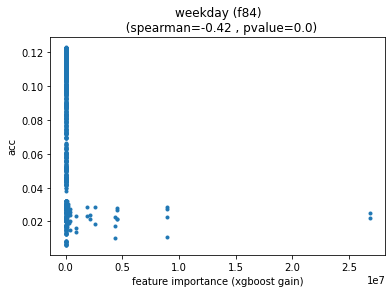 weekday (f84)
(spearman=-0.42 , pvalue=0.0)
0.12
0.10
0.08
0.06
0.04
0.02
acc
0.0 0.5 1.0 1.5 2.0 2.5
1e7
feature importance (xgboost gain)